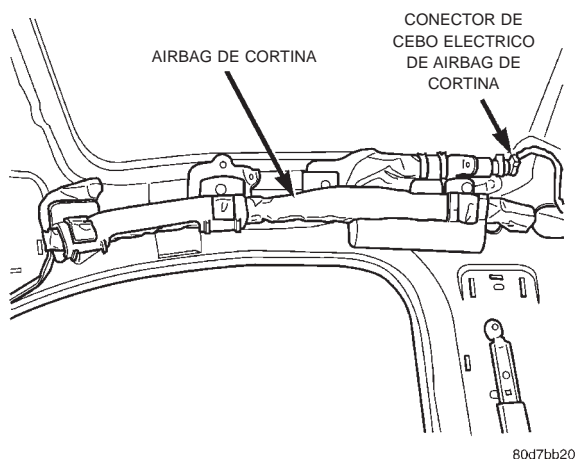 AIRBAG DE CORTINA
CONECTOR DE
CEBO ELECTRICO
DE AIRBAG DE
CORTINA
80d7bb20